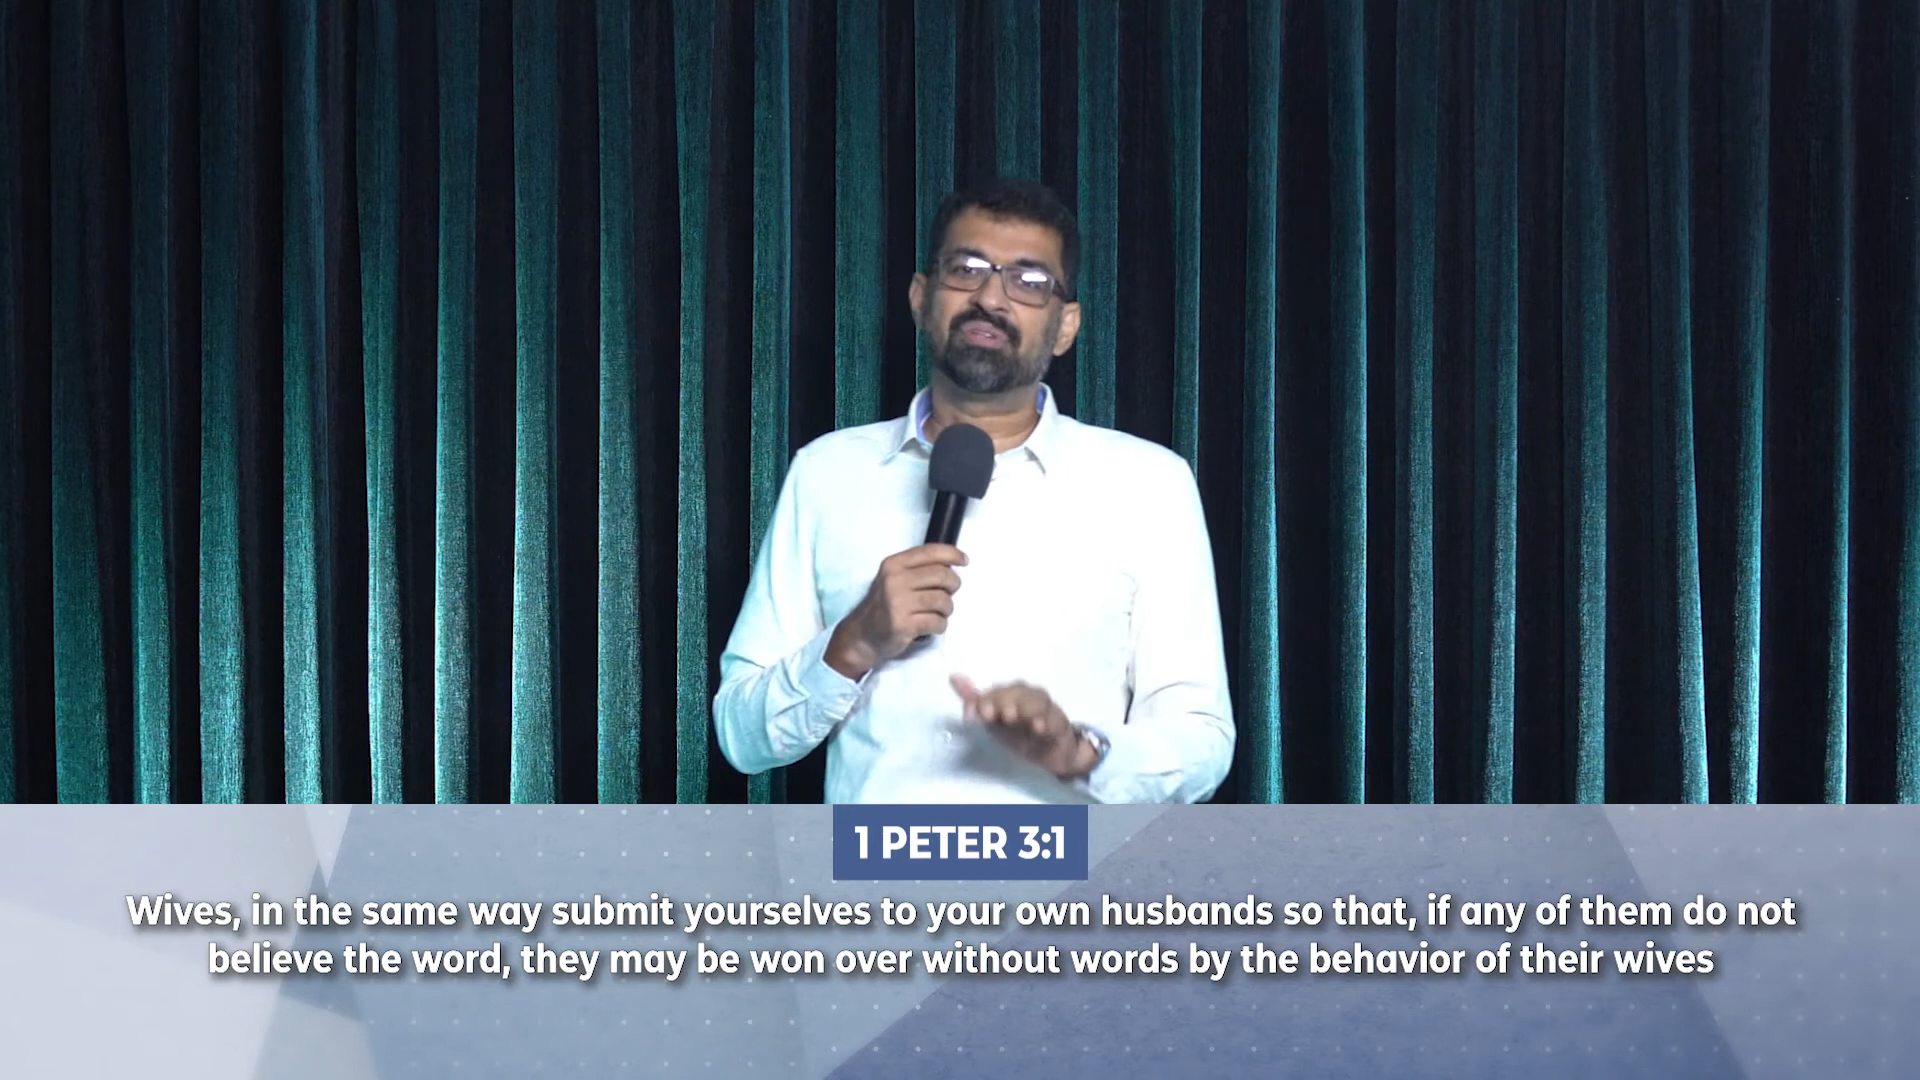 1 PETER 3:1
Wives, in the same way submit yourselves to your own husbands so that, if any of them do not
believe the word, they may be won over without words by the behavior of their wives